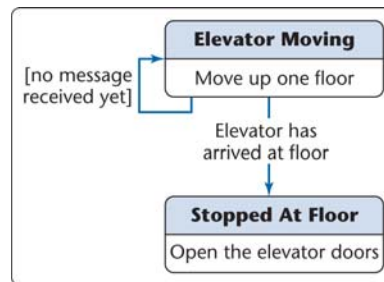 Elevator Moving
Move up one floor
[no message
received yet]
Elevator has
arrived at floor
Stopped At Floor
Open the elevator doors